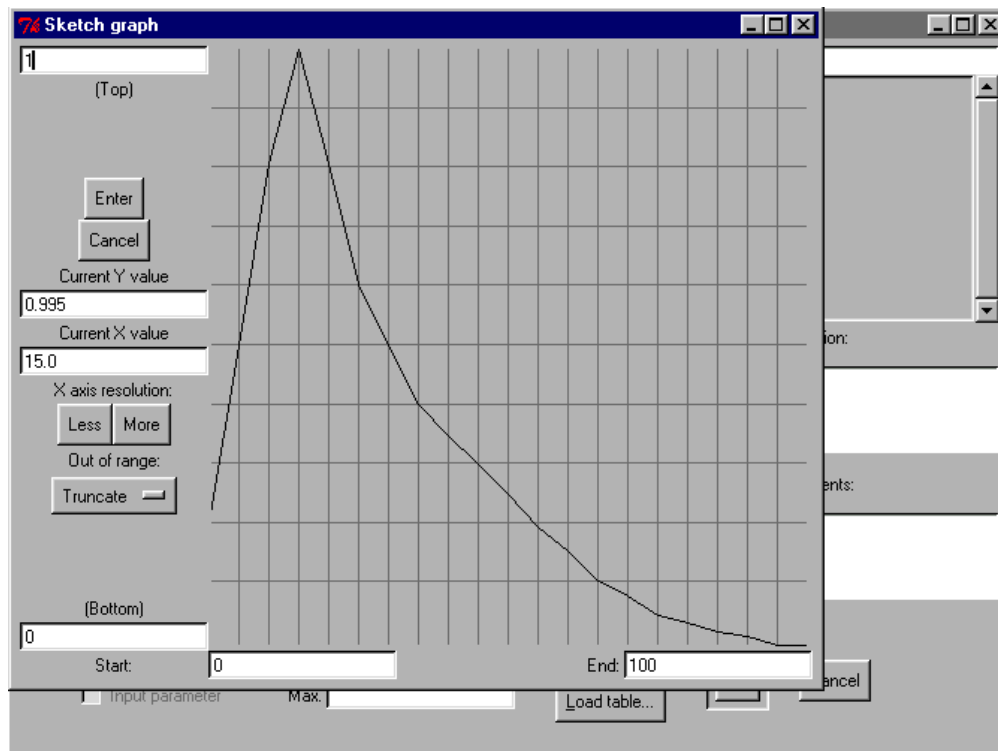 Sketch graph
1
(Top)
Enter
Cancel
Current Y value
0.995
Current X value
15.0
X axis resolution:
Less More
Out of range:
Truncate
(Bottom)
0
Start: 0 End: 100
ion:
ents:
Input parameter Max. Load table... ancel